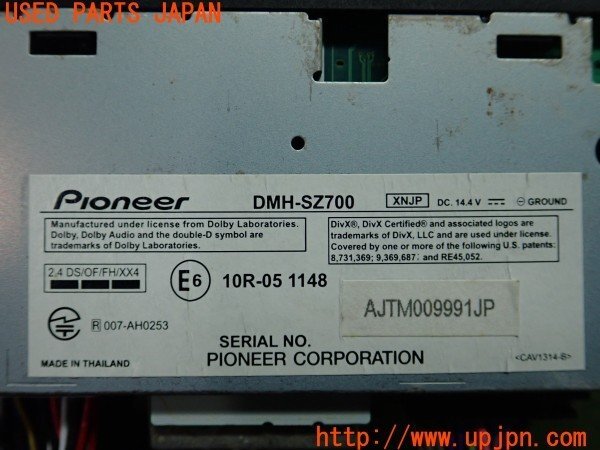 USED PARTS JAPAN
Pioneer DMH-SZ700 XNJP DC. 14.4 V GROUND
Manufactured under license from Dolby Laboratories.
Dolby, Dolby Audio and the double-D symbol are
trademarks of Dolby Laboratories.
DivX®, DivX Certified® and associated logos are
trademarks of DivX, LLC and are used under license.
Covered by one or more of the following U.S. patents:
8,731,369; 9,369,687; and RE45,052.
2,4 DS/OF/FH/XX4
E6 10R-05 1148
R 007-AH0253
AJTM009991JP
SERIAL NO.
PIONEER CORPORATION
MADE IN THAILAND
<CAV1314-B>
http://www.upjpn.com/